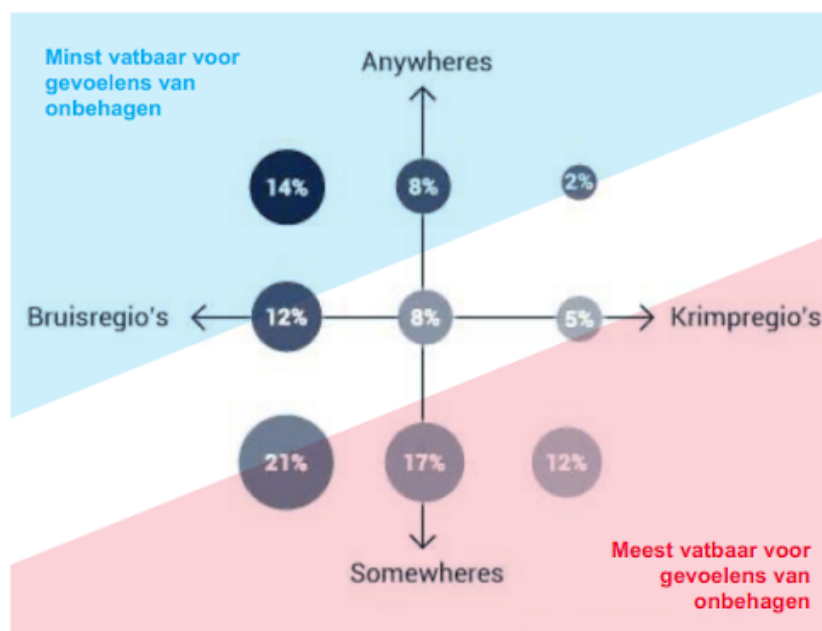 Minst vatbaar voor
gevoelens van
onbehagen
Anywheres
14%
8%
2%
Bruisregio's
12%
8%
5%
Krimpregio's
21%
17%
12%
Somewheres
Meest vatbaar voor
gevoelens van
onbehagen